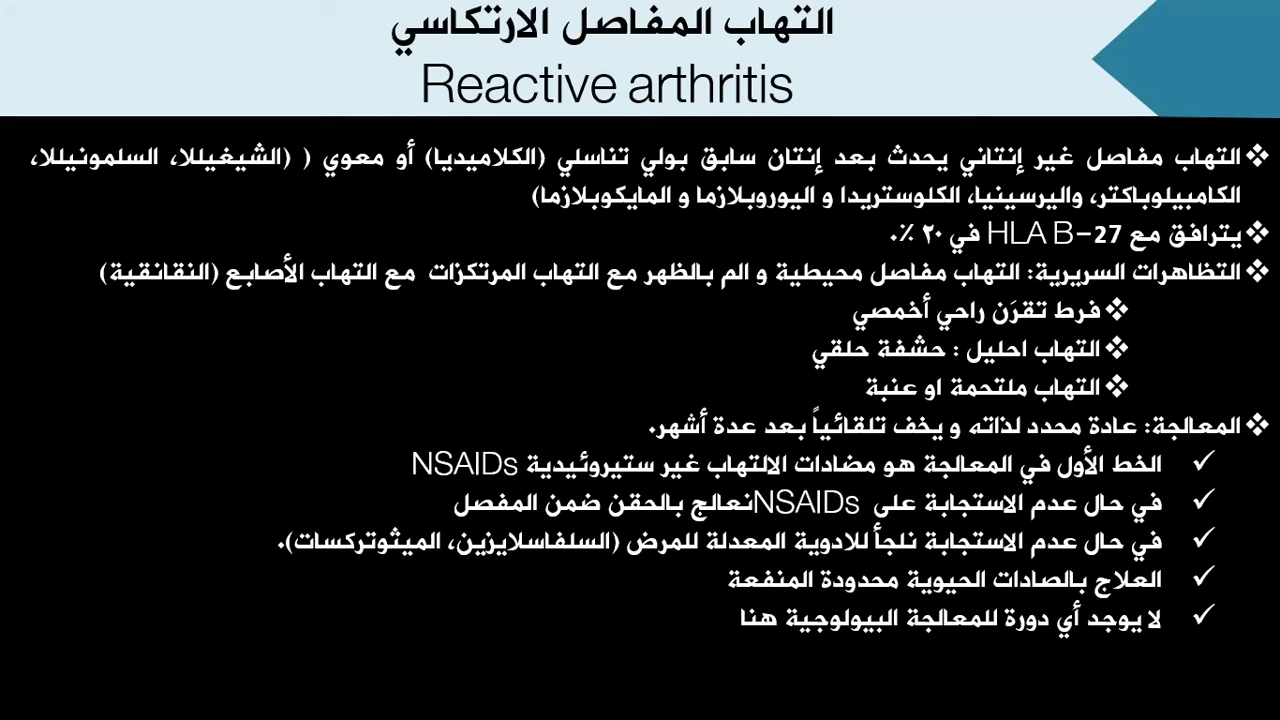 التهاب المفاصل الارتكاسي
Reactive arthritis
❖ التهاب مفاصل غير إنتاني يحدث بعد إنتان سابق بولي تناسلي (الكلاميديا) أو معوي ( (الشيغيللا، السلمونيللا،
الكامبيلوباكتر، واليرسينيا، الكلوستريدا و اليوروبلازما و المايكوبلازما)
❖ يترافق مع HLA B-27 في ٢٠ ٪.
❖ التظاهرات السريرية: التهاب مفاصل محيطية و الم بالظهر مع التهاب المرتكزات مع التهاب الأصابع (النقانقية)
❖ فرط تقرَن راحي أخمصي
❖ التهاب احليل : حشفة حلقي
❖ التهاب ملتحمة او عنبة
❖ المعالجة: عادة محدد لذاته و يخف تلقائياً بعد عدة أشهر.
✓ الخط الأول في المعالجة هو مضادات الالتهاب غير ستيروئيدية NSAIDs
✓ في حال عدم الاستجابة على NSAIDsنعالج بالحقن ضمن المفصل
✓ في حال عدم الاستجابة نلجأ للادوية المعدلة للمرض (السلفاسلايزين، الميثوتركسات).
✓ العلاج بالصادات الحيوية محدودة المنفعة
✓ لا يوجد أي دورة للمعالجة البيولوجية هنا